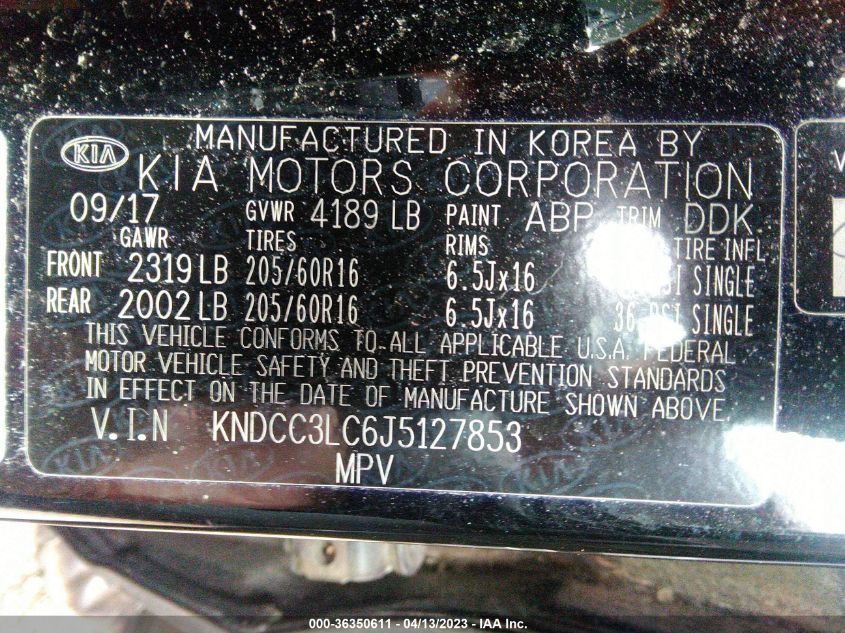 KIA
MANUFACTURED IN KOREA BY
KIA MOTORS CORPORATION
09/17 GVWR 4189 LB PAINT ABP TRIM DDK
GAWR TIRES RIMS TIRE INFL
FRONT 2319 LB 205/60R16 6.5Jx16 SINGLE
REAR 2002 LB 205/60R16 6.5Jx16 36 PSI SINGLE
THIS VEHICLE CONFORMS TO ALL APPLICABLE U.S.A. FEDERAL
MOTOR VEHICLE SAFETY AND THEFT PREVENTION STANDARDS
IN EFFECT ON THE DATE OF MANUFACTURE SHOWN ABOVE.
V.I.N KNDCC3LC6J5127853
MPV
000-36350611 - 04/13/2023 - IAA Inc.